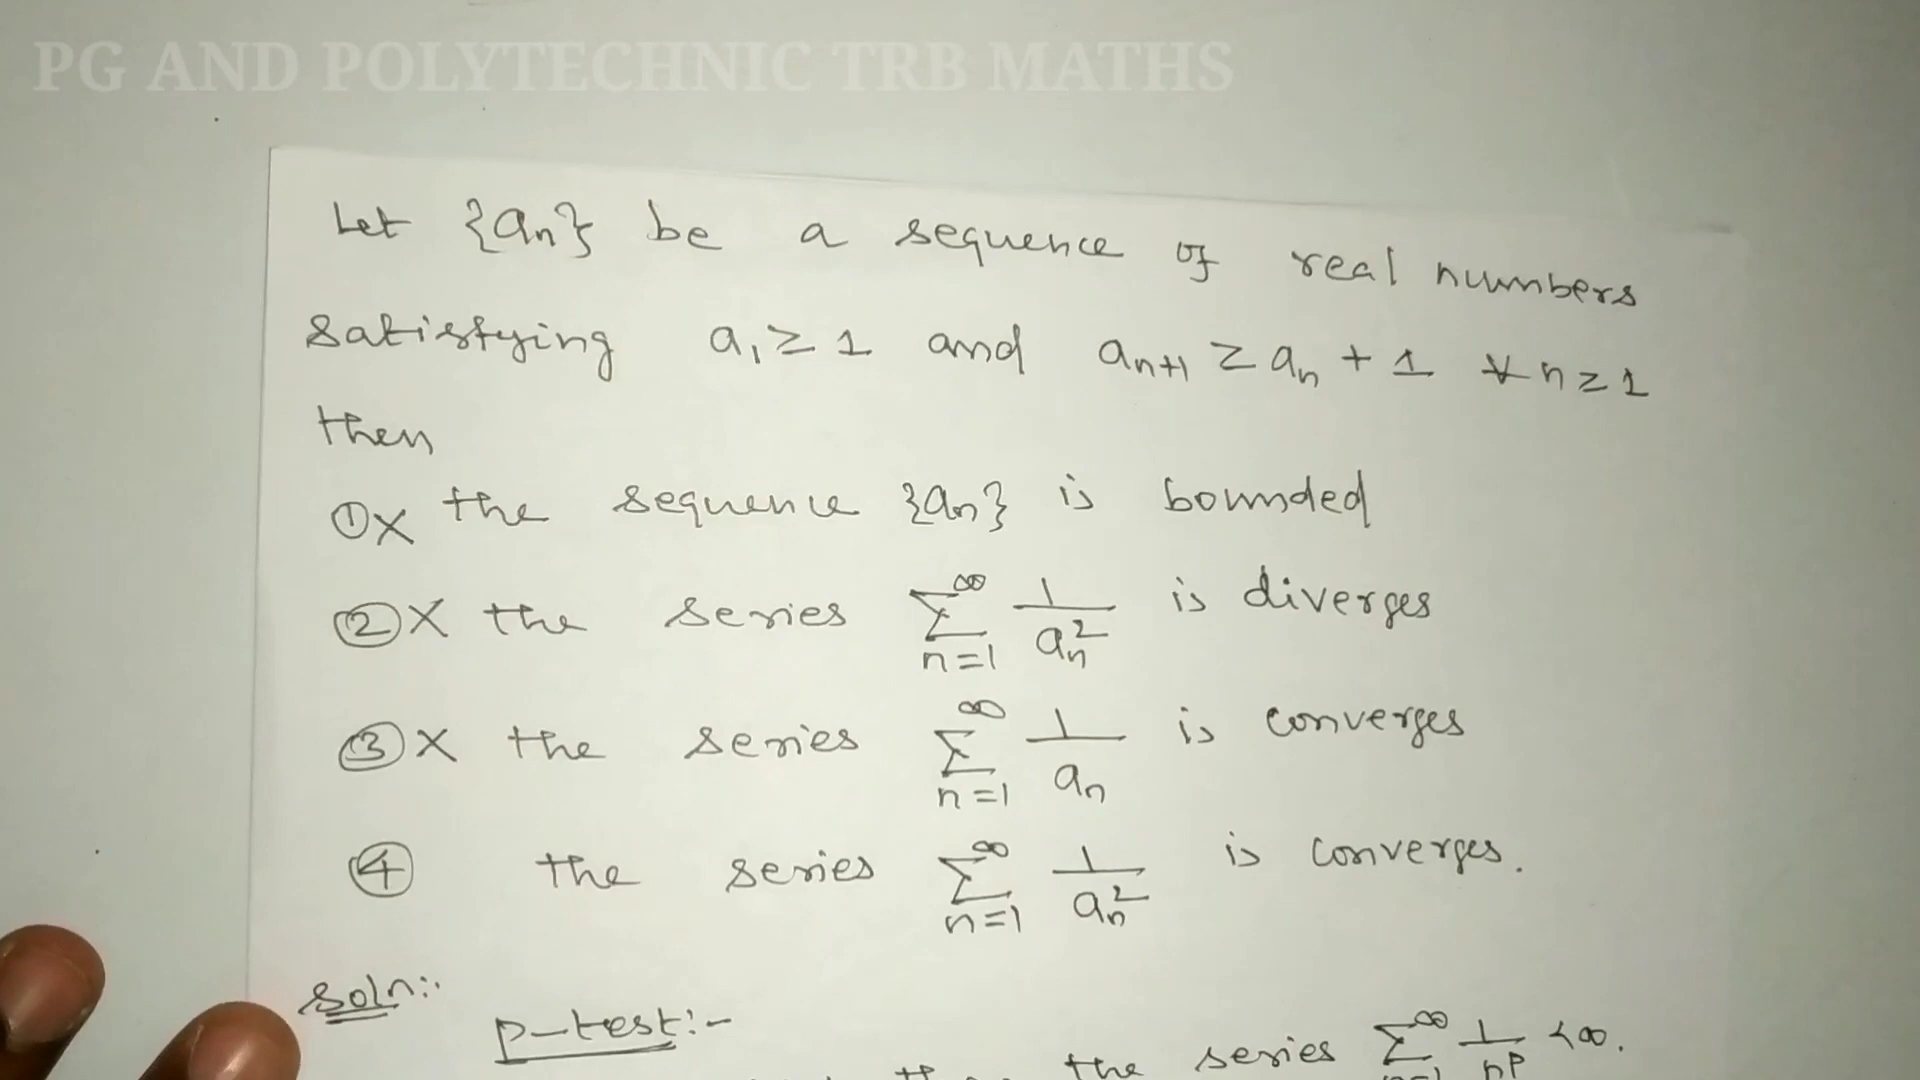 PG AND POLYTECHNIC TRB MATHS
Let {aₙ} be a sequence of real numbers
satisfying a₁ ≥ 1 and aₙ₊₁ ≥ aₙ + 1 ∀ n ≥ 1
then
① X the sequence {aₙ} is bounded
② X the series ∑_{n=1}^{∞} 1/aₙ² is diverges
③ X the series ∑_{n=1}^{∞} 1/aₙ is converges
④ the series ∑_{n=1}^{∞} 1/aₙ² is converges.
Soln:.
P-test:-
the series ∑_{n=1}^{∞} 1/nᵖ < ∞.